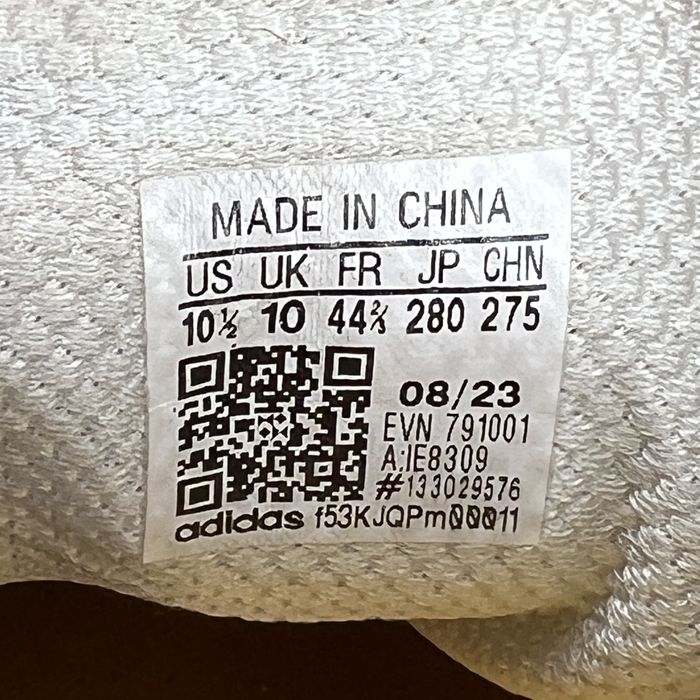 MADE IN CHINA
US UK FR JP CHN
10½ 10 44⅔ 280 275
08/23
EVN 791001
A:IE8309
#133029576
adidas f53KJQPm00011